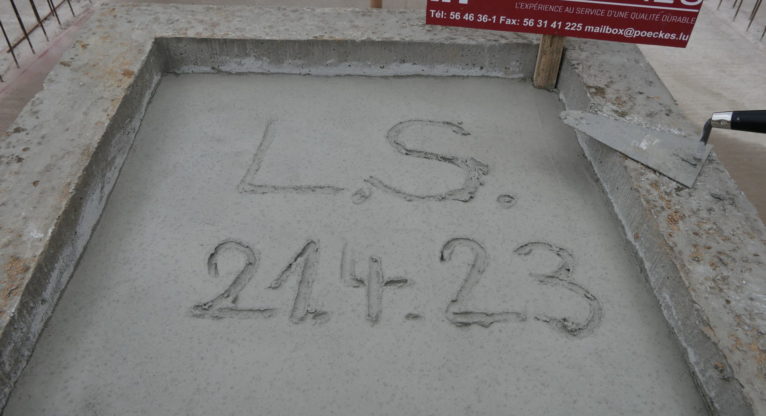 L'EXPÉRIENCE AU SERVICE D'UNE QUALITÉ DURABLE
Tél: 56 46 36-1 Fax: 56 31 41 225 mailbox@poeckes.lu
L.S.
21.4.23